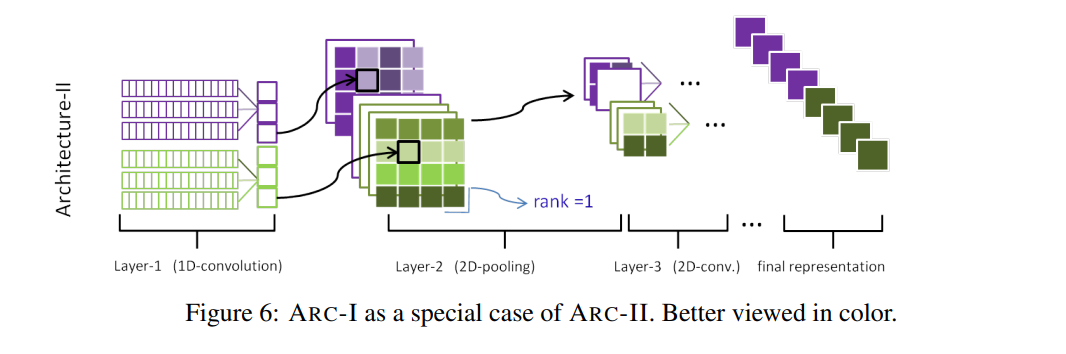 Architecture-II
...
...
rank =1
...
Layer-1 (1D-convolution)
Layer-2 (2D-pooling)
Layer-3 (2D-conv.)
final representation
Figure 6: ARC-I as a special case of ARC-II. Better viewed in color.